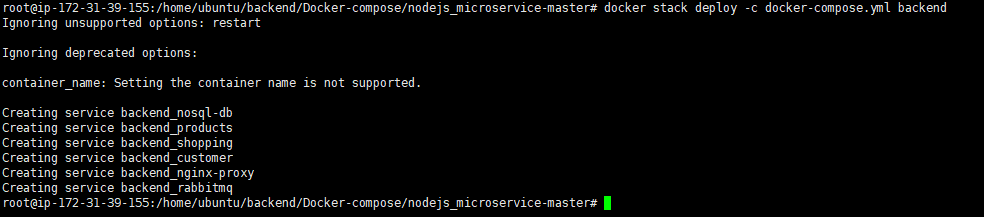 root@ip-172-31-39-155:/home/ubuntu/backend/Docker-compose/nodejs_microservice-master# docker stack deploy -c docker-compose.yml backend
Ignoring unsupported options: restart
Ignoring deprecated options:
container_name: Setting the container name is not supported.
Creating service backend_nosql-db
Creating service backend_products
Creating service backend_shopping
Creating service backend_customer
Creating service backend_nginx-proxy
Creating service backend_rabbitmq
root@ip-172-31-39-155:/home/ubuntu/backend/Docker-compose/nodejs_microservice-master#